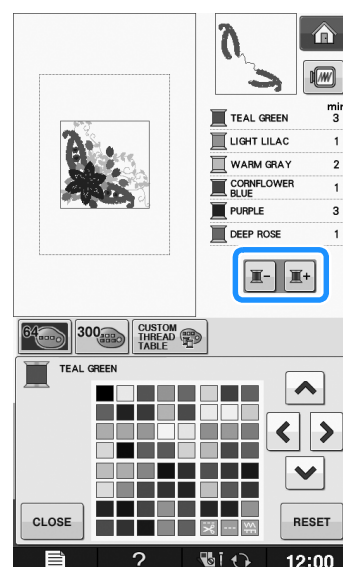 min
TEAL GREEN 3
LIGHT LILAC 1
WARM GRAY 2
CORNFLOWER
BLUE 1
PURPLE 3
DEEP ROSE 1
- +
64 300 CUSTOM
THREAD
TABLE
TEAL GREEN
CLOSE RESET
? 12:00